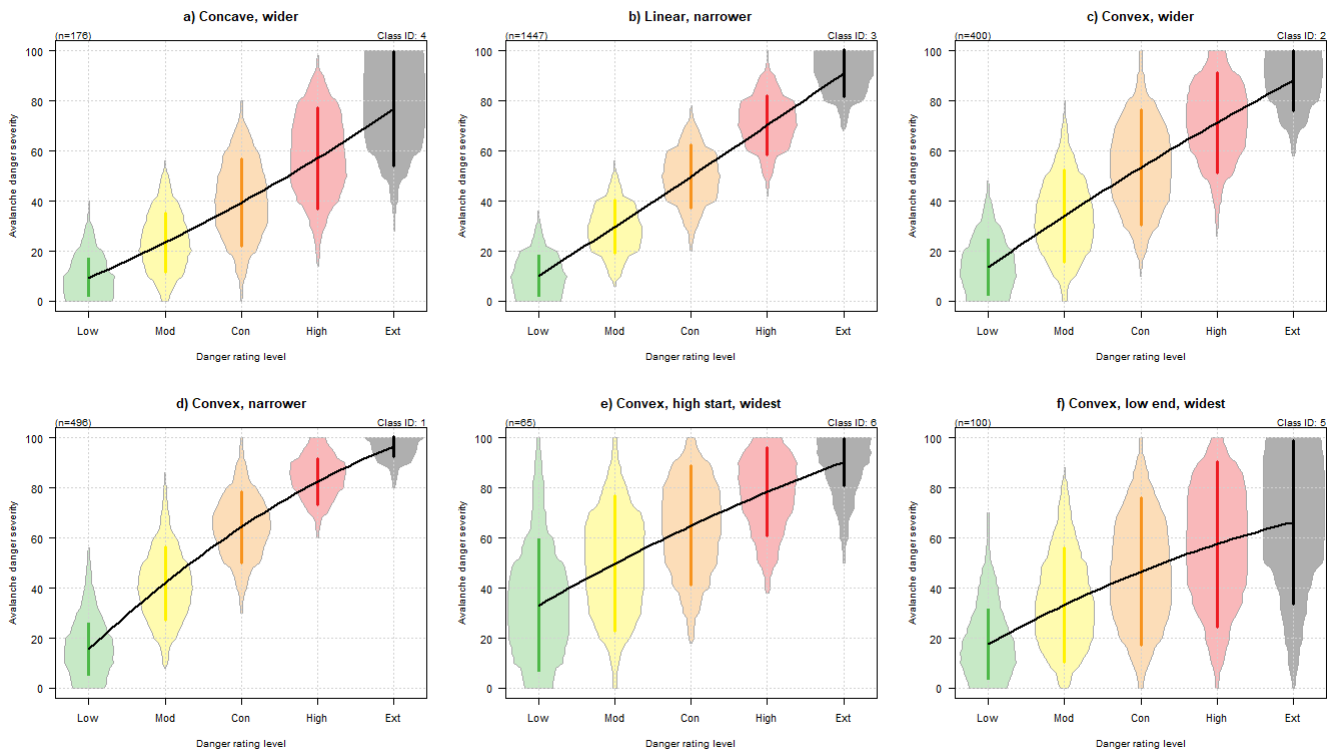 a) Concave, wider
(n=176) Class ID: 4
100
80
60
40
20
0
Avalanche danger severity
Low Mod Con High Ext
Danger rating level
b) Linear, narrower
(n=1447) Class ID: 3
100
80
60
40
20
0
Avalanche danger severity
Low Mod Con High Ext
Danger rating level
c) Convex, wider
(n=400) Class ID: 2
100
80
60
40
20
0
Avalanche danger severity
Low Mod Con High Ext
Danger rating level
d) Convex, narrower
(n=496) Class ID: 1
100
80
60
40
20
0
Avalanche danger severity
Low Mod Con High Ext
Danger rating level
e) Convex, high start, widest
(n=65) Class ID: 6
100
80
60
40
20
0
Avalanche danger severity
Low Mod Con High Ext
Danger rating level
f) Convex, low end, widest
(n=100) Class ID: 5
100
80
60
40
20
0
Avalanche danger severity
Low Mod Con High Ext
Danger rating level